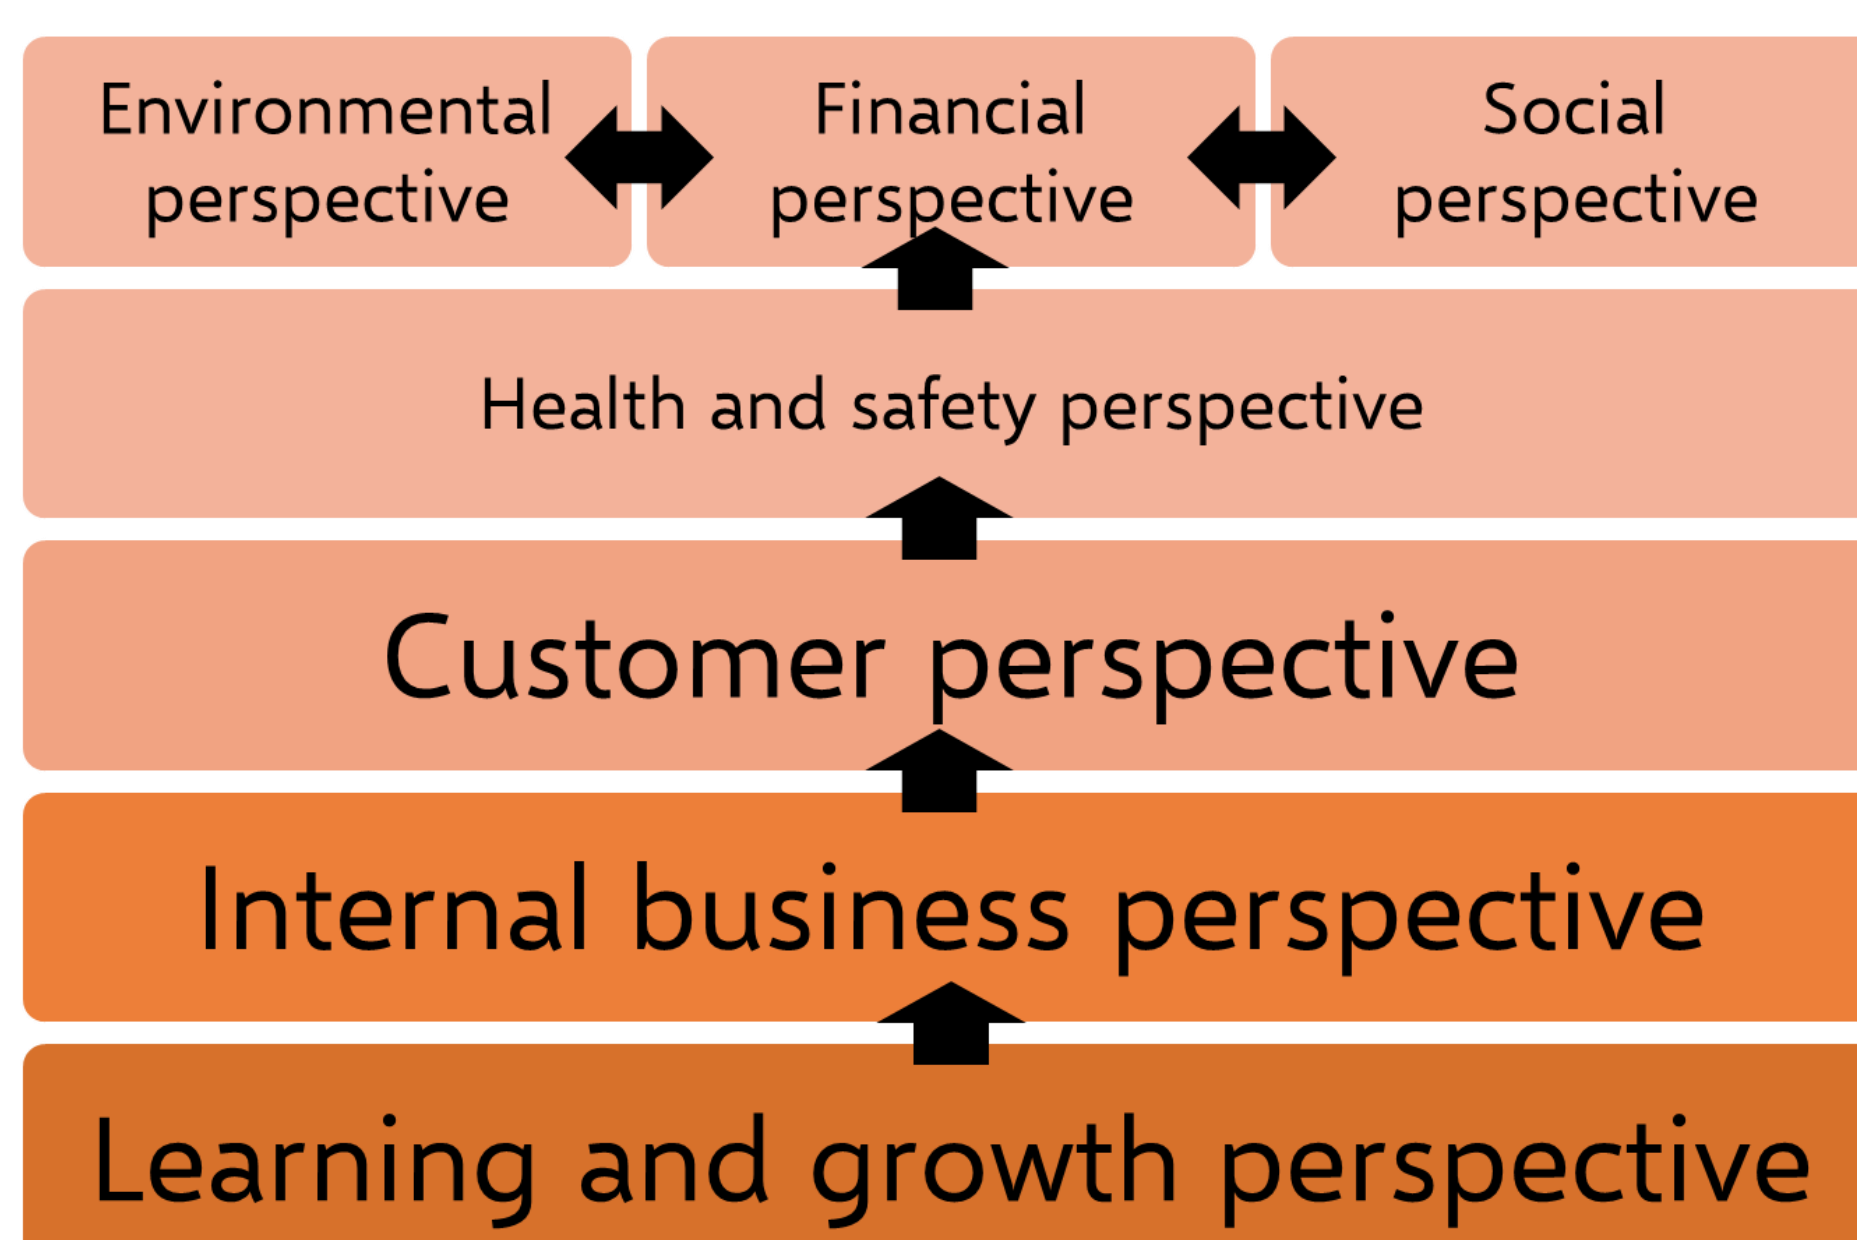 Environmental
perspective
Financial
perspective
Social
perspective
Health and safety perspective
Customer perspective
Internal business perspective
Learning and growth perspective